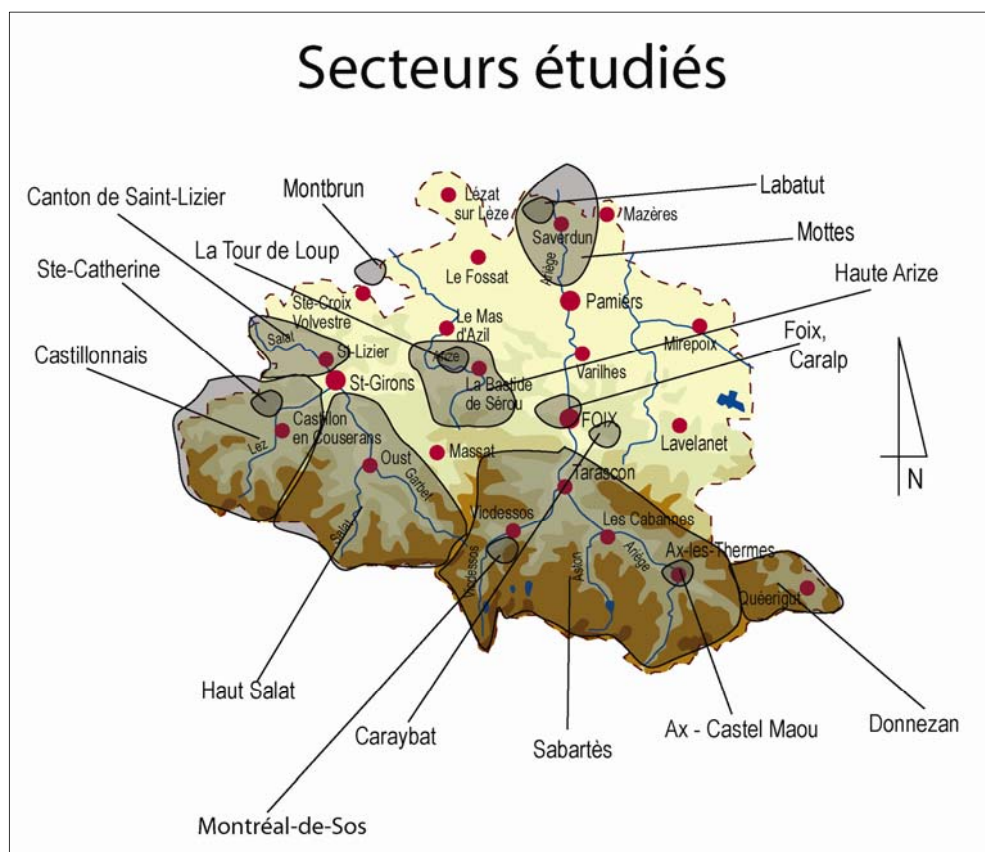 Secteurs étudiés
Canton de Saint-Lizier
Montbrun
Labatut
Lézat
sur Lèze
Mazères
La Tour de Loup
Saverdun
Mottes
Ste-Catherine
Le Fossat
Ariège
Haute Arize
Ste-Croix
Volvestre
Pamiers
Le Mas
d'Azil
Foix,
Caralp
Castillonnais
Salat
St-Lizier
Arize
Mirepoix
Varilhes
St-Girons
La Bastide
de Sérou
Castillon
en Couserans
FOIX
Lavelanet
Lez
Massat
Oust
Garbet
Tarascon
N
Salat
Vicdessos
Les Cabannes
Ariège
Ax-les-Thermes
Vicdessos
Aston
Quéerigut
Haut Salat
Caraybat
Sabartès
Ax - Castel Maou
Donnezan
Montréal-de-Sos